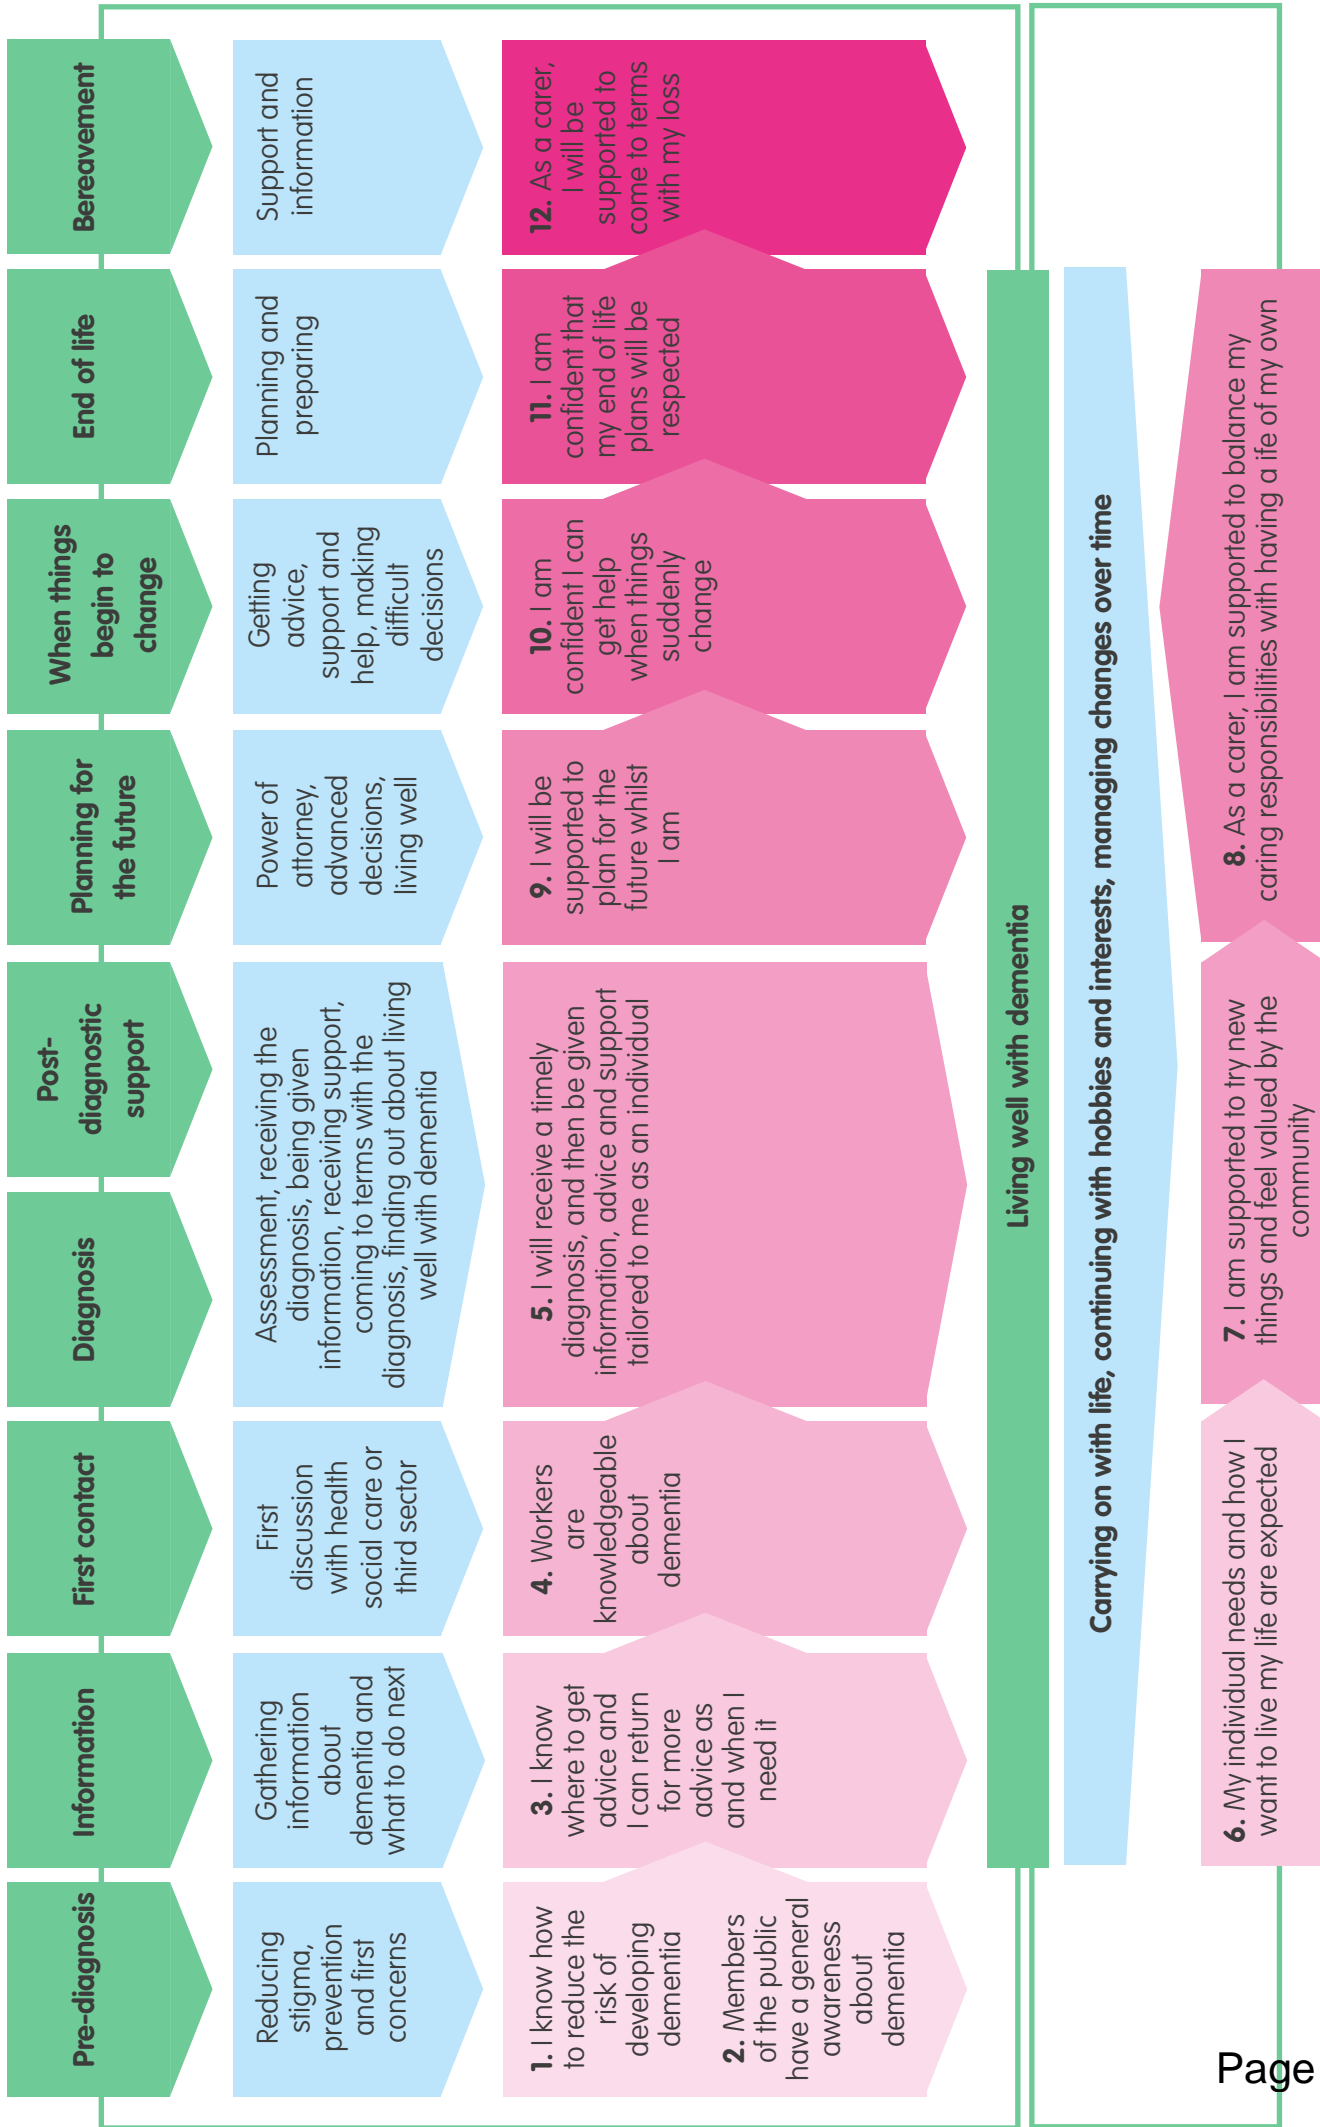 Pre-diagnosis
Information
First contact
Diagnosis
Post-
diagnostic
support
Planning for
the future
When things
begin to
change
End of life
Bereavement
Reducing
stigma,
prevention
and first
concerns
Gathering
information
about
dementia and
what to do next
First
discussion
with health
social care or
third sector
Assessment, receiving the
diagnosis, being given
information, receiving support,
coming to terms with the
diagnosis, finding out about living
well with dementia
Power of
attorney,
advanced
decisions,
living well
Getting
advice,
support and
help, making
difficult
decisions
Planning and
preparing
Support and
information
1. I know how
to reduce the
risk of
developing
dementia
2. Members
of the public
have a general
awareness
about
dementia
3. I know
where to get
advice and
I can return
for more
advice as
and when I
need it
4. Workers
are
knowledgeable
about
dementia
5. I will receive a timely
diagnosis, and then be given
information, advice and support
tailored to me as an individual
9. I will be
supported to
plan for the
future whilst
I am
10. I am
confident I can
get help
when things
suddenly
change
11. I am
confident that
my end of life
plans will be
respected
12. As a carer,
I will be
supported to
come to terms
with my loss
Living well with dementia
Carrying on with life, continuing with hobbies and interests, managing changes over time
6. My individual needs and how I
want to live my life are expected
7. I am supported to try new
things and feel valued by the
community
8. As a carer, I am supported to balance my
caring responsibilities with having a ife of my own
Page